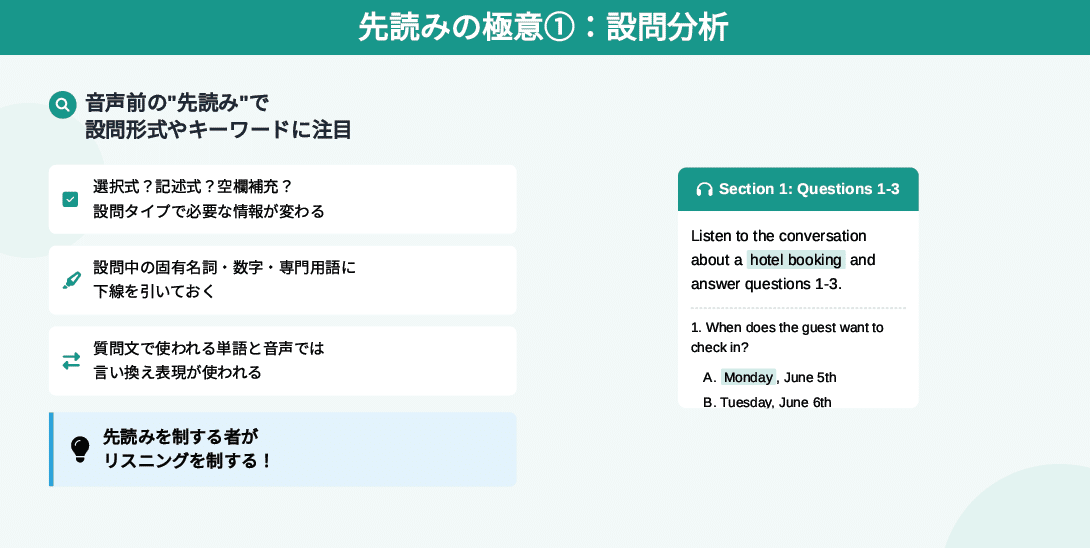 先読みの極意①：設問分析
音声前の"先読み"で
設問形式やキーワードに注目
選択式？記述式？空欄補充？
設問タイプで必要な情報が変わる
設問中の固有名詞・数字・専門用語に
下線を引いておく
質問文で使われる単語と音声では
言い換え表現が使われる
先読みを制する者が
リスニングを制する！
Section 1: Questions 1-3
Listen to the conversation
about a hotel booking and
answer questions 1-3.
1. When does the guest want to
check in?
A. Monday, June 5th
B. Tuesday, June 6th